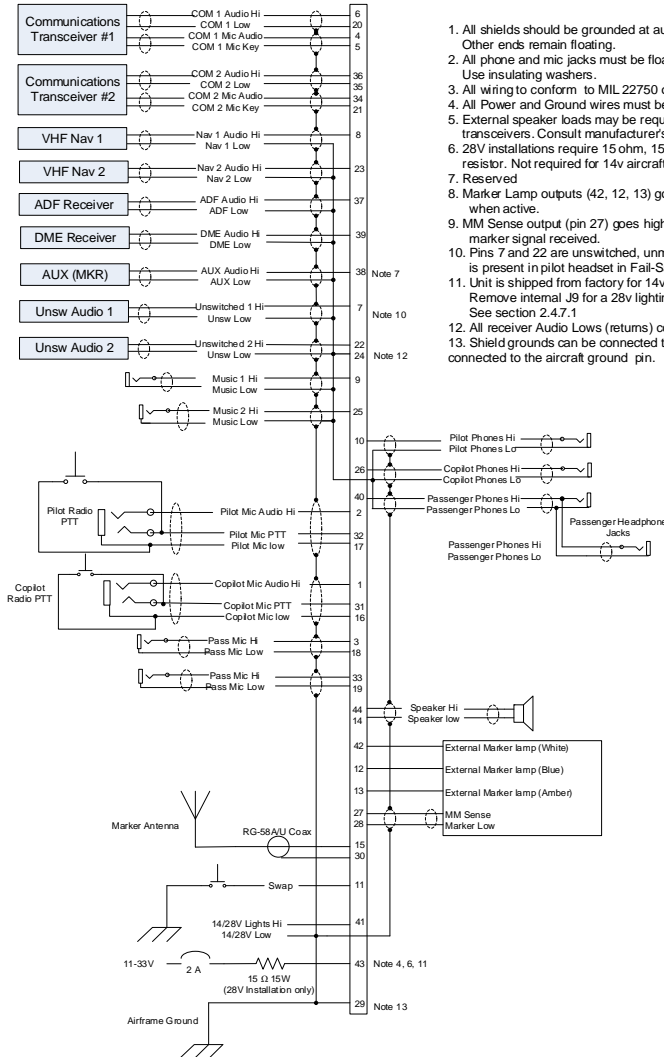 Communications
Transceiver #1
COM 1 Audio Hi
6
COM 1 Low
20
COM 1 Mic Audio
4
COM 1 Mic Key
5
Communications
Transceiver #2
COM 2 Audio Hi
36
COM 2 Low
35
COM 2 Mic Audio
34
COM 2 Mic Key
21
VHF Nav 1
Nav 1 Audio Hi
8
Nav 1 Low
VHF Nav 2
Nav 2 Audio Hi
23
Nav 2 Low
ADF Receiver
ADF Audio Hi
37
ADF Low
DME Receiver
DME Audio Hi
39
DME Low
AUX (MKR)
AUX Audio Hi
38 Note 7
AUX Low
Unsw Audio 1
Unswitched 1 Hi
7
Unsw Low
Note 10
Unsw Audio 2
Unswitched 2 Hi
22
Unsw Low
24 Note 12
Music 1 Hi
9
Music Low
Music 2 Hi
25
Music Low
1. All shields should be grounded at au
Other ends remain floating.
2. All phone and mic jacks must be floa
Use insulating washers.
3. All wiring to conform to MIL 22750 o
4. All Power and Ground wires must be
5. External speaker loads may be requ
transceivers. Consult manufacturer's
6. 28V installations require 15 ohm, 15
resistor. Not required for 14v aircraft
7. Reserved
8. Marker Lamp outputs (42, 12, 13) go
when active.
9. MM Sense output (pin 27) goes high
marker signal received.
10. Pins 7 and 22 are unswitched, unm
is present in pilot headset in Fail-S
11. Unit is shipped from factory for 14v
Remove internal J9 for a 28v lightin
See section 2.4.7.1
12. All receiver Audio Lows (returns) co
13. Shield grounds can be connected t
connected to the aircraft ground pin.
10
Pilot Phones Hi
Pilot Phones Lo
26
Copilot Phones Hi
Copilot Phones Lo
40
Passenger Phones Hi
Passenger Phones Lo
Passenger Headphone
Jacks
Passenger Phones Hi
Passenger Phones Lo
Pilot Radio
PTT
Pilot Mic Audio Hi
2
Pilot Mic PTT
32
Pilot Mic low
17
Copilot
Radio PTT
Copilot Mic Audio Hi
1
Copilot Mic PTT
31
Copilot Mic low
16
Pass Mic Hi
3
Pass Mic Low
18
Pass Mic Hi
33
Pass Mic Low
19
44
Speaker Hi
14
Speaker low
42
External Marker lamp (White)
12
External Marker lamp (Blue)
13
External Marker lamp (Amber)
27
MM Sense
28
Marker Low
Marker Antenna
RG-58A/U Coax
15
30
Swap
11
14/28V Lights Hi
41
14/28V Low
11-33V
2 A
15 Ω 15W
(28V Installation only)
43 Note 4, 6, 11
29 Note 13
Airframe Ground